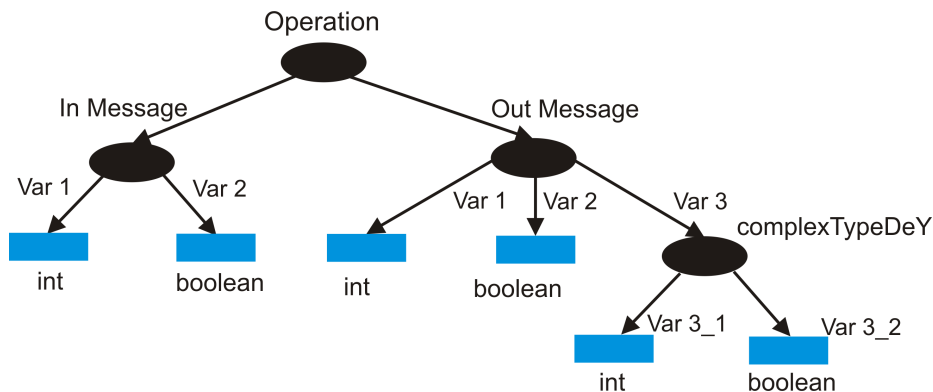 Operation
In Message
Out Message
Var 1
Var 2
Var 1
Var 2
Var 3
complexTypeDeY
int
boolean
int
boolean
Var 3_1
Var 3_2
int
boolean